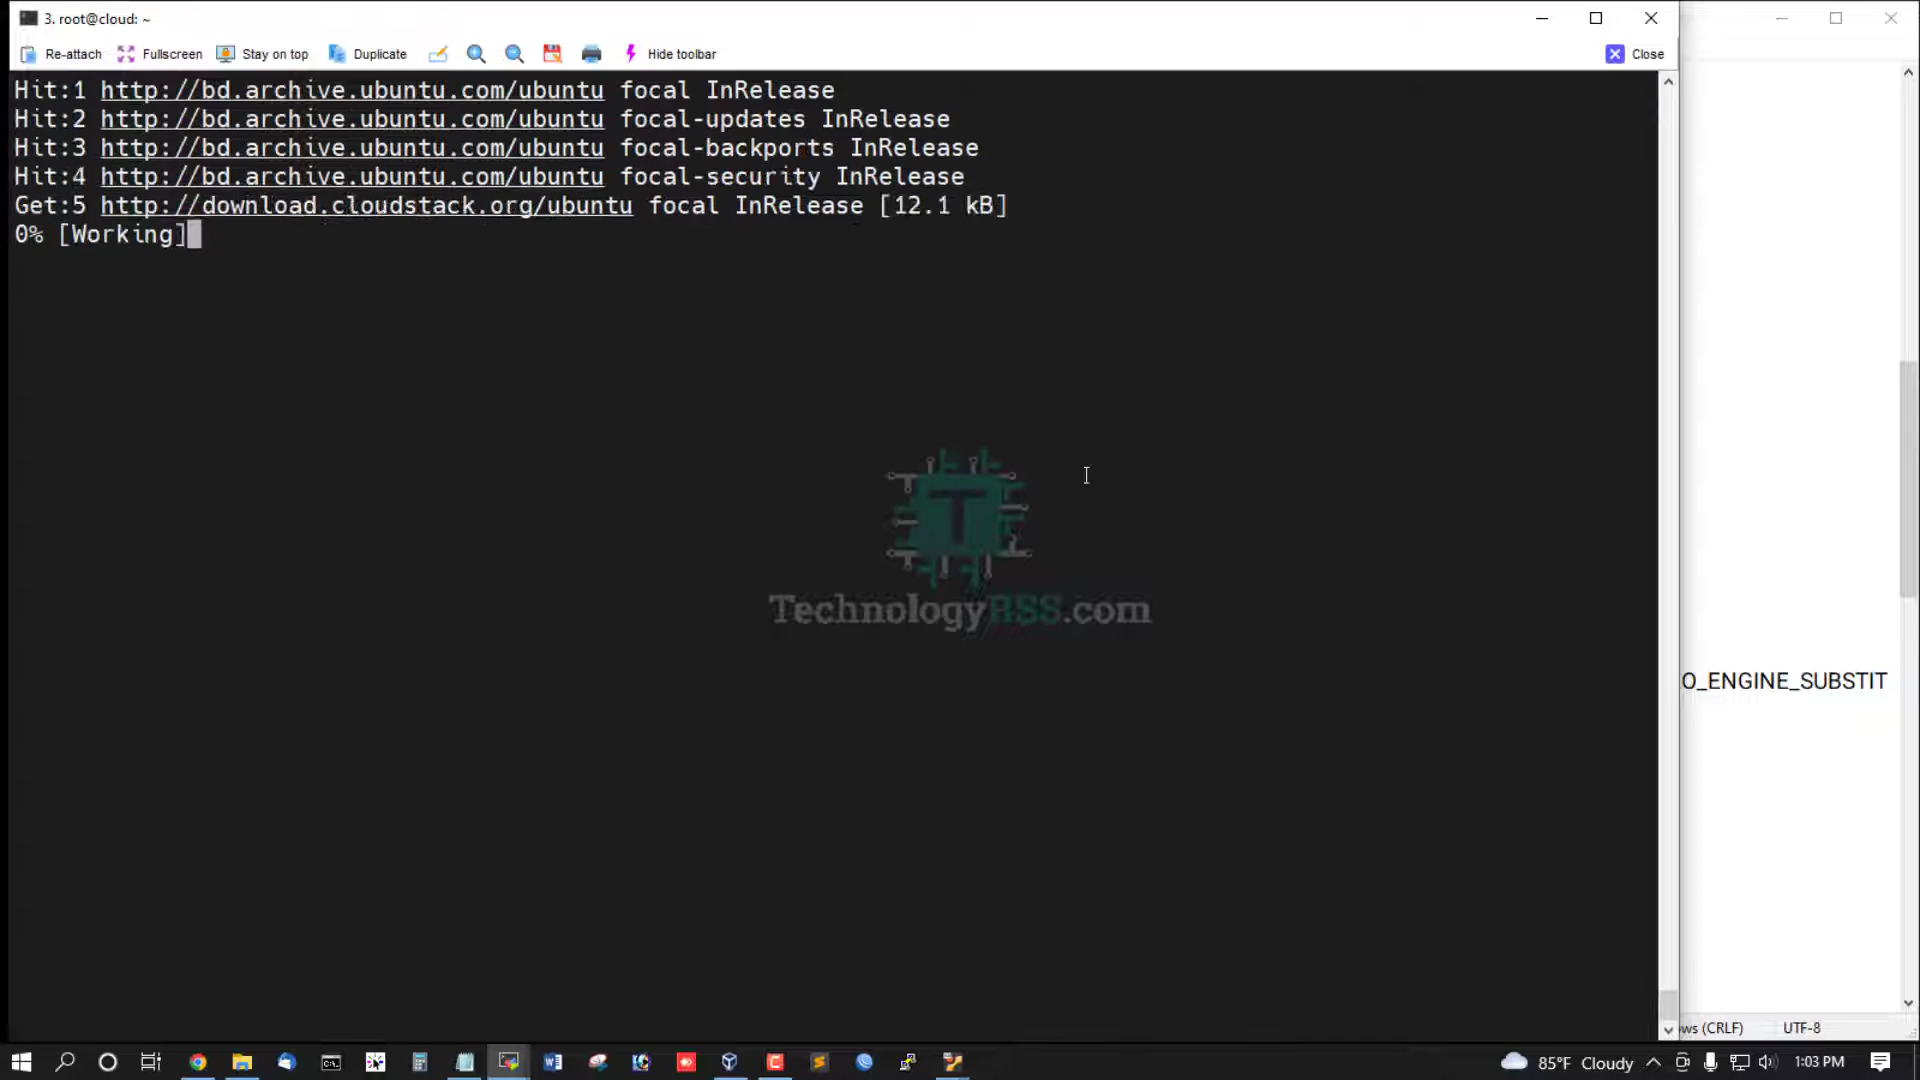 3. root@cloud: ~
Re-attach Fullscreen Stay on top Duplicate Hide toolbar Close
Hit:1 http://bd.archive.ubuntu.com/ubuntu focal InRelease
Hit:2 http://bd.archive.ubuntu.com/ubuntu focal-updates InRelease
Hit:3 http://bd.archive.ubuntu.com/ubuntu focal-backports InRelease
Hit:4 http://bd.archive.ubuntu.com/ubuntu focal-security InRelease
Get:5 http://download.cloudstack.org/ubuntu focal InRelease [12.1 kB]
0% [Working]
T
TechnologyRSS.com
O_ENGINE_SUBSTIT
ws (CRLF) UTF-8
85°F Cloudy 1:03 PM